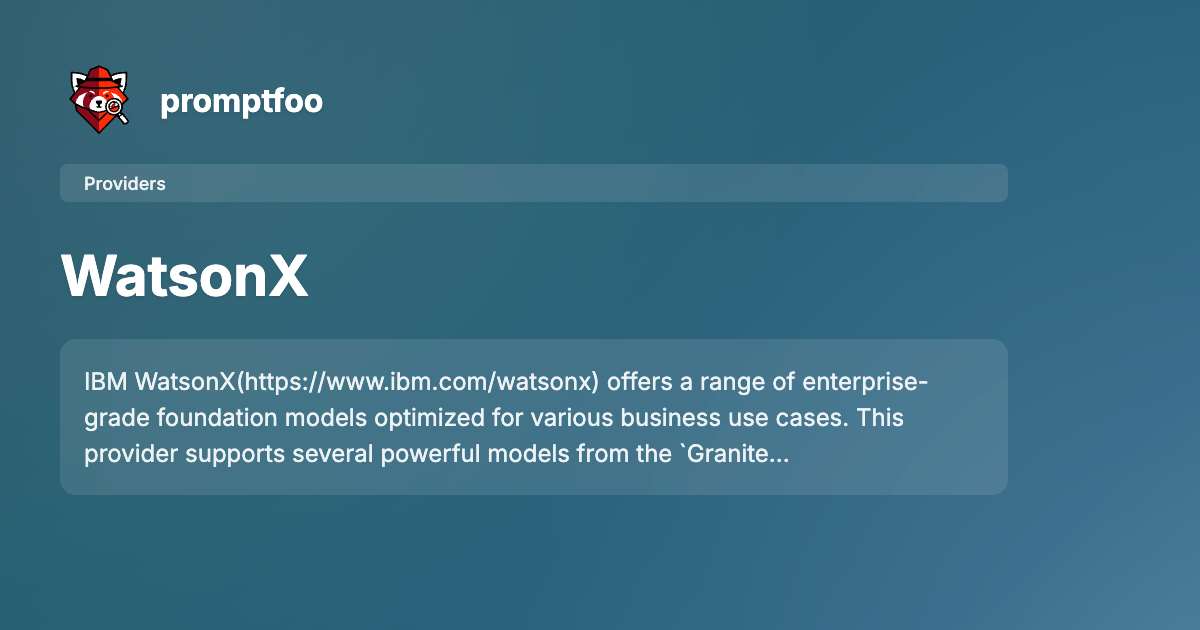 promptfoo
Providers
WatsonX
IBM WatsonX(https://www.ibm.com/watsonx) offers a range of enterprise-
grade foundation models optimized for various business use cases. This
provider supports several powerful models from the `Granite...